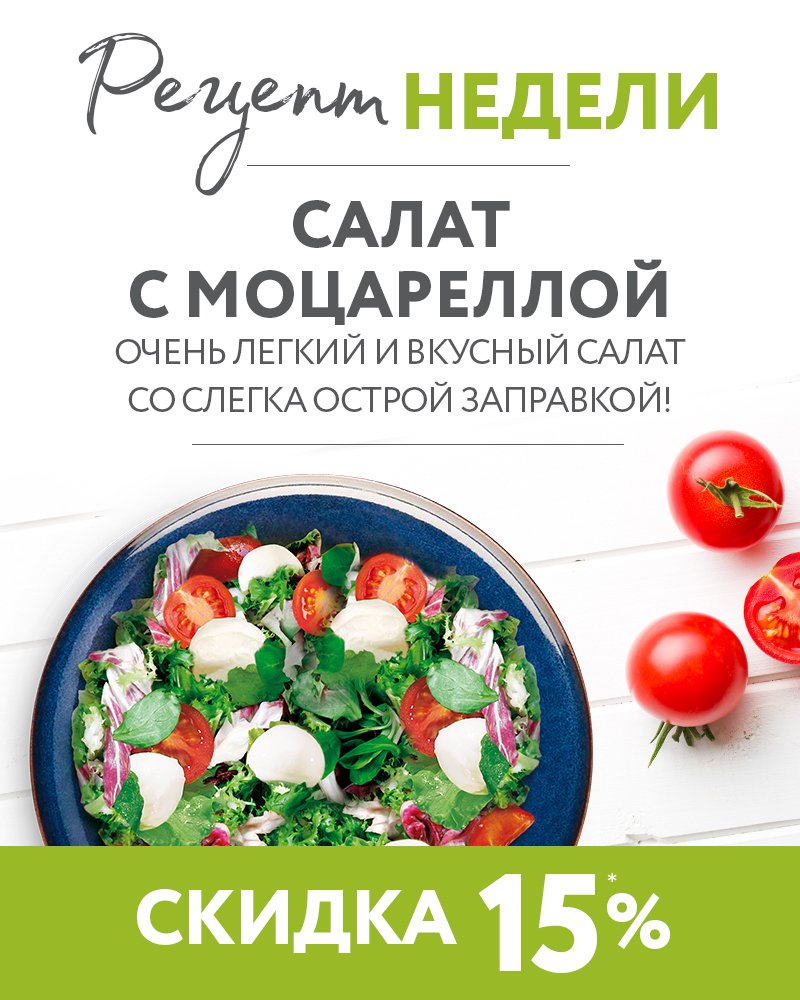 Рецепт НЕДЕЛИ
САЛАТ
С МОЦАРЕЛЛОЙ
ОЧЕНЬ ЛЕГКИЙ И ВКУСНЫЙ САЛАТ
СО СЛЕГКА ОСТРОЙ ЗАПРАВКОЙ!
СКИДКА 15*%